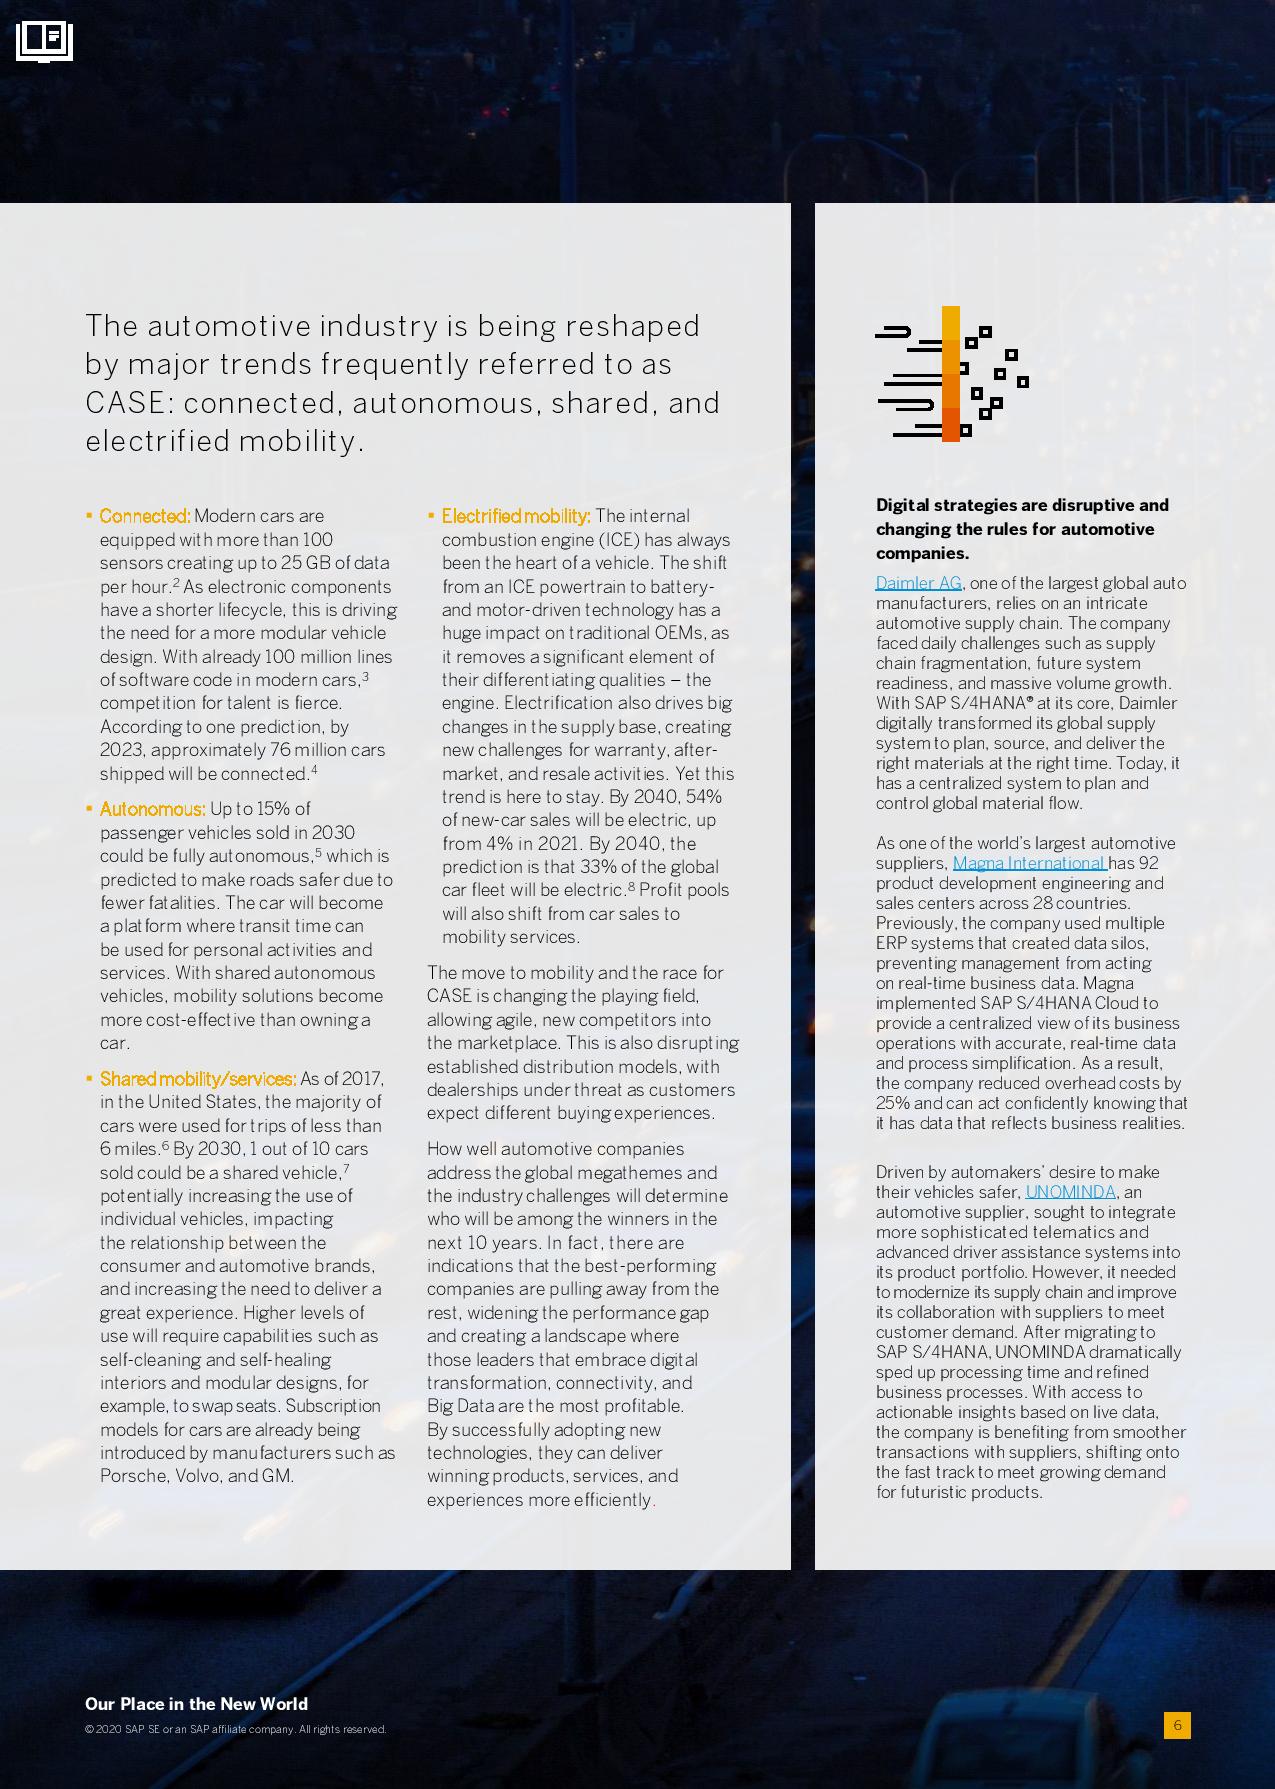 The automotive industry is being reshaped
by major trends frequently referred to as
CASE: connected, autonomous, shared, and
electrified mobility.
▪ Connected: Modern cars are
equipped with more than 100
sensors creating up to 25 GB of data
per hour.² As electronic components
have a shorter lifecycle, this is driving
the need for a more modular vehicle
design. With already 100 million lines
of software code in modern cars,³
competition for talent is fierce.
According to one prediction, by
2023, approximately 76 million cars
shipped will be connected.⁴
▪ Autonomous: Up to 15% of
passenger vehicles sold in 2030
could be fully autonomous,⁵ which is
predicted to make roads safer due to
fewer fatalities. The car will become
a platform where transit time can
be used for personal activities and
services. With shared autonomous
vehicles, mobility solutions become
more cost-effective than owning a
car.
▪ Shared mobility/services: As of 2017,
in the United States, the majority of
cars were used for trips of less than
6 miles.⁶ By 2030, 1 out of 10 cars
sold could be a shared vehicle,⁷
potentially increasing the use of
individual vehicles, impacting
the relationship between the
consumer and automotive brands,
and increasing the need to deliver a
great experience. Higher levels of
use will require capabilities such as
self-cleaning and self-healing
interiors and modular designs, for
example, to swap seats. Subscription
models for cars are already being
introduced by manufacturers such as
Porsche, Volvo, and GM.
▪ Electrified mobility: The internal
combustion engine (ICE) has always
been the heart of a vehicle. The shift
from an ICE powertrain to battery-
and motor-driven technology has a
huge impact on traditional OEMs, as
it removes a significant element of
their differentiating qualities – the
engine. Electrification also drives big
changes in the supply base, creating
new challenges for warranty, after-
market, and resale activities. Yet this
trend is here to stay. By 2040, 54%
of new-car sales will be electric, up
from 4% in 2021. By 2040, the
prediction is that 33% of the global
car fleet will be electric.⁸ Profit pools
will also shift from car sales to
mobility services.
The move to mobility and the race for
CASE is changing the playing field,
allowing agile, new competitors into
the marketplace. This is also disrupting
established distribution models, with
dealerships under threat as customers
expect different buying experiences.
How well automotive companies
address the global megathemes and
the industry challenges will determine
who will be among the winners in the
next 10 years. In fact, there are
indications that the best-performing
companies are pulling away from the
rest, widening the performance gap
and creating a landscape where
those leaders that embrace digital
transformation, connectivity, and
Big Data are the most profitable.
By successfully adopting new
technologies, they can deliver
winning products, services, and
experiences more efficiently.
Digital strategies are disruptive and
changing the rules for automotive
companies.
Daimler AG, one of the largest global auto
manufacturers, relies on an intricate
automotive supply chain. The company
faced daily challenges such as supply
chain fragmentation, future system
readiness, and massive volume growth.
With SAP S/4HANA® at its core, Daimler
digitally transformed its global supply
system to plan, source, and deliver the
right materials at the right time. Today, it
has a centralized system to plan and
control global material flow.
As one of the world's largest automotive
suppliers, Magna International has 92
product development engineering and
sales centers across 28 countries.
Previously, the company used multiple
ERP systems that created data silos,
preventing management from acting
on real-time business data. Magna
implemented SAP S/4HANA Cloud to
provide a centralized view of its business
operations with accurate, real-time data
and process simplification. As a result,
the company reduced overhead costs by
25% and can act confidently knowing that
it has data that reflects business realities.
Driven by automakers' desire to make
their vehicles safer, UNOMINDA, an
automotive supplier, sought to integrate
more sophisticated telematics and
advanced driver assistance systems into
its product portfolio. However, it needed
to modernize its supply chain and improve
its collaboration with suppliers to meet
customer demand. After migrating to
SAP S/4HANA, UNOMINDA dramatically
sped up processing time and refined
business processes. With access to
actionable insights based on live data,
the company is benefiting from smoother
transactions with suppliers, shifting onto
the fast track to meet growing demand
for futuristic products.
Our Place in the New World
© 2020 SAP SE or an SAP affiliate company. All rights reserved.
6